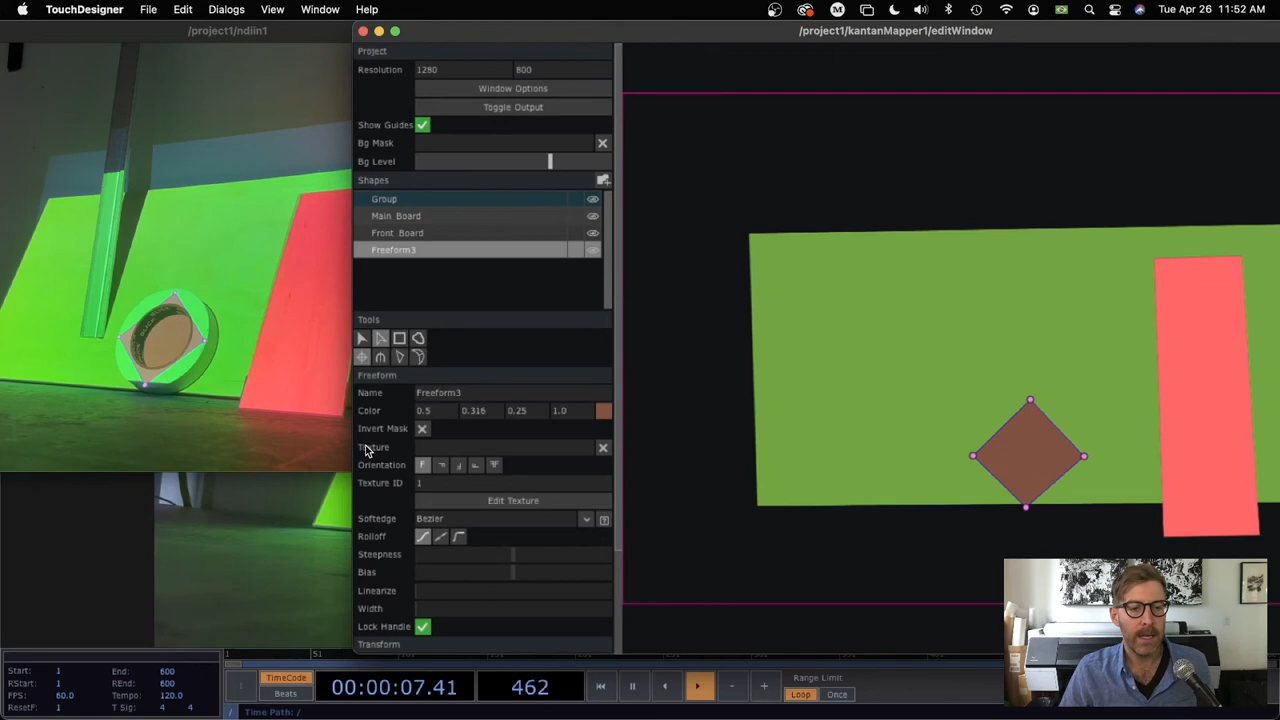 TouchDesigner File Edit Dialogs View Windows Help Tue Apr 26 11:52 AM
/project1/ndiin1 /project1/kantanMapper1/editWindow
Project
Resolution 1280 800
Window Options
Toggle Output
Show Guides
Bg Mask
Bg Level
Shapes
Group
Main Board
Front Board
Freeform3
Tools
Freeform
Name Freeform3
Color 0.5 0.316 0.25 1.0
Invert Mask
Texture
Orientation
Texture ID 1
Edit Texture
Softedge Bezier
Rolloff
Steepness
Bias
Linearize
Width
Lock Handle
Transform
Start: 1 End: 600
RStart: 1 REnd: 600
FPS: 60.0 Tempo: 120.0
ResetF: 1 T Sig: 4 4
1 51
TimeCode
Beats
00:00:07.41 462
Range Limit
Loop Once
/ Time Path: /